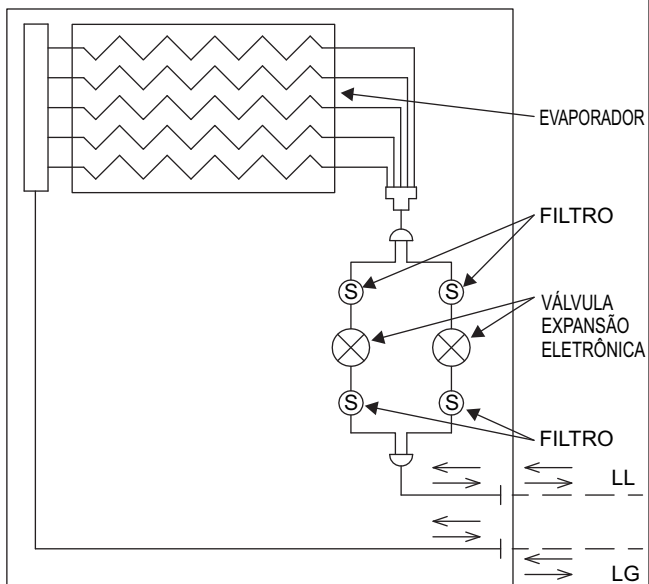 EVAPORADOR
FILTRO
S S
VÁLVULA
EXPANSÃO
ELETRÔNICA
S S
FILTRO
LL
LG